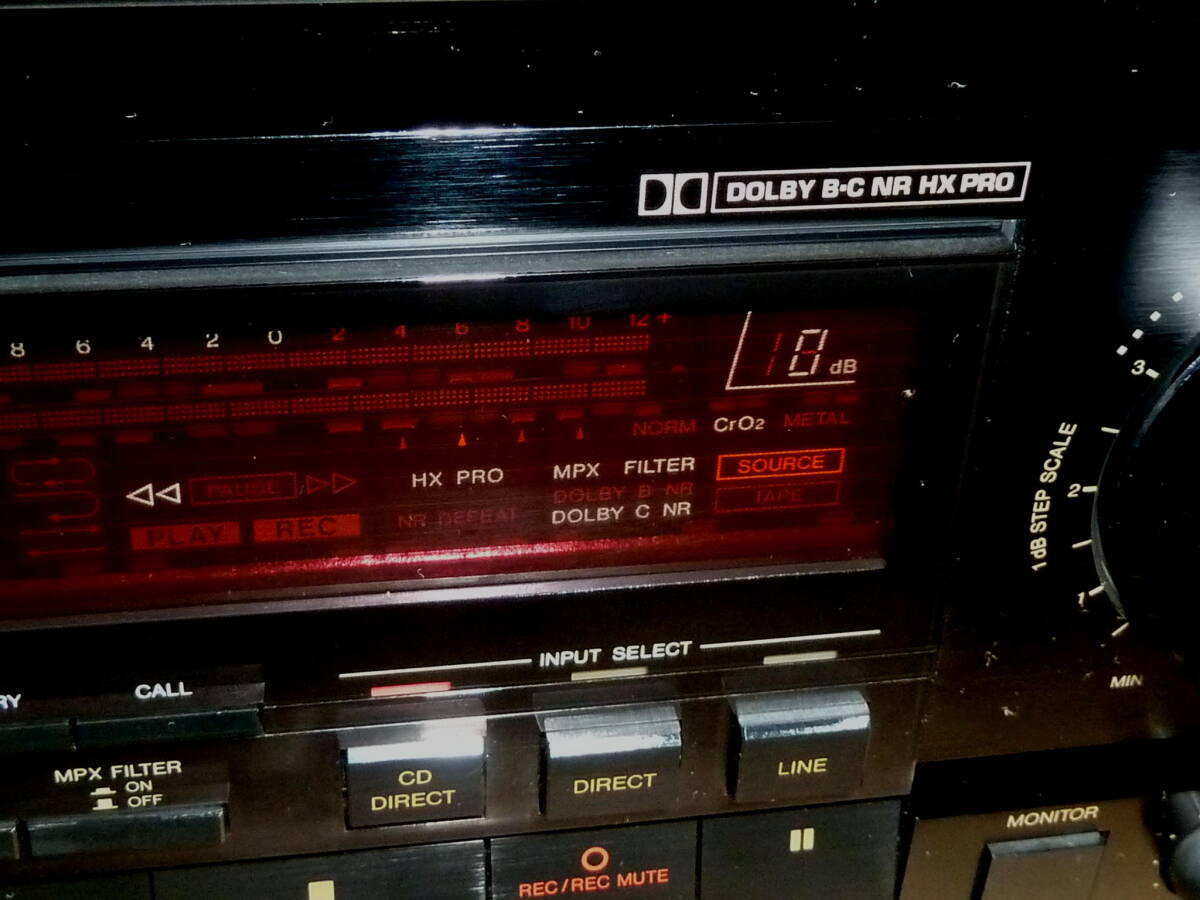 DOLBY B·C NR HX PRO
8 6 4 2 0 2 4 6 8 10 12 +
18 dB
NORM CrO2 METAL
HX PRO
MPX FILTER
SOURCE
PAUSE
DOLBY B NR
TAPE
NR DEFEAT
DOLBY C NR
PLAY REC
3
2
1
1dB STEP SCALE
MIN
INPUT SELECT
RY
CALL
MPX FILTER
ON
OFF
CD
DIRECT
DIRECT
LINE
MONITOR
REC/REC MUTE